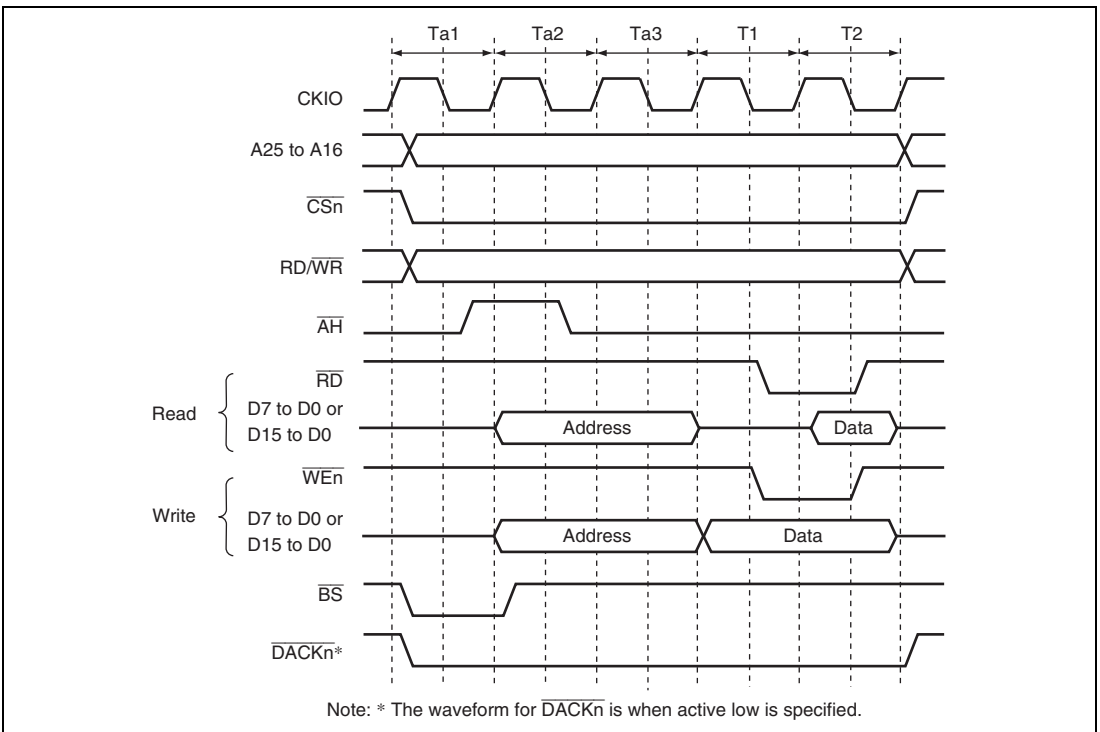 Ta1 Ta2 Ta3 T1 T2
CKIO
A25 to A16
CSn
RD/WR
AH
RD
Read
D7 to D0 or
D15 to D0
Address Data
WEn
Write
D7 to D0 or
D15 to D0
Address Data
BS
DACKn*
Note: * The waveform for DACKn is when active low is specified.